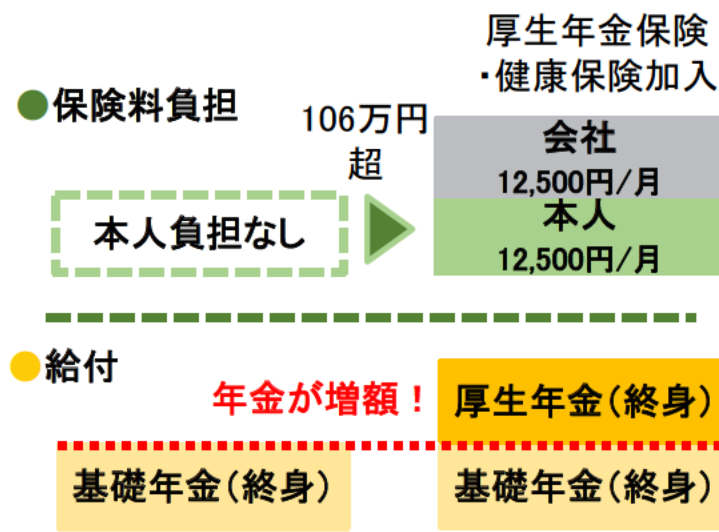 厚生年金保険
・健康保険加入
●保険料負担
106万円
超
会社
12,500円/月
本人負担なし
本人
12,500円/月
●給付
年金が増額！
厚生年金(終身)
基礎年金(終身)
基礎年金(終身)